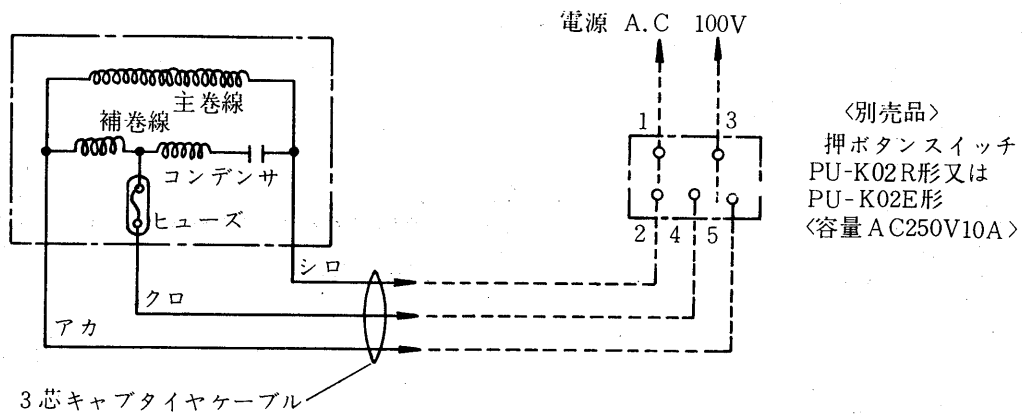 電源 A.C 100V
主巻線
補巻線
コンデンサ
ヒューズ
1
3
2
4
5
〈別売品〉
押ボタンスイッチ
PU-K02R形又は
PU-K02E形
〈容量AC250V10A〉
シロ
クロ
アカ
3芯キャブタイヤケーブル